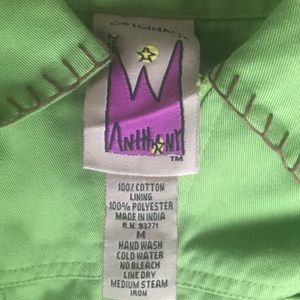 ORIGINALX
ANTHONY
TM
100% COTTON
LINING
100% POLYESTER
MADE IN INDIA
R.N. 93771
M
HAND WASH
COLD WATER
NO BLEACH
LINE DRY
MEDIUM STEAM
IRON